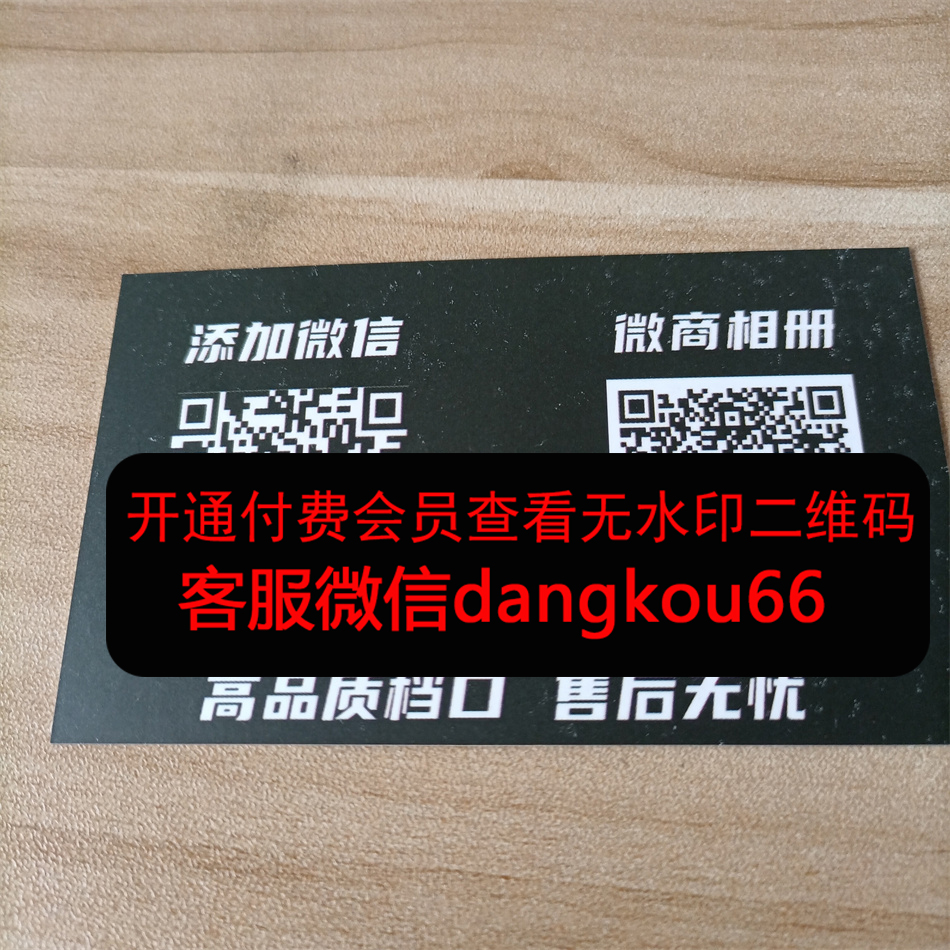 添加微信
微商相册
开通付费会员查看无水印二维码
客服微信dangkou66
高品质档口 售后无忧